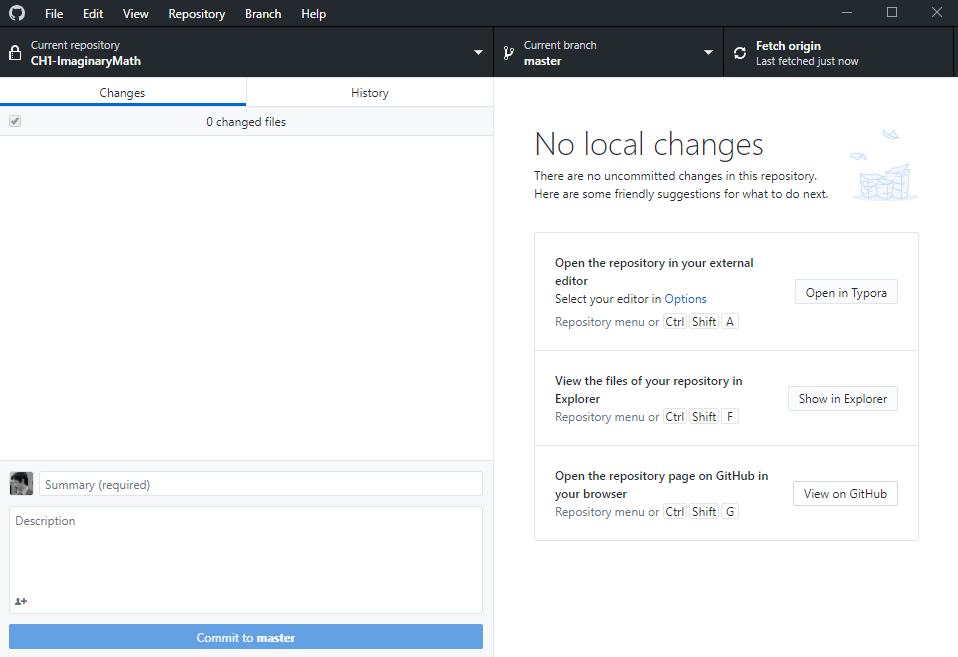 File Edit View Repository Branch Help
Current repository
CH1-ImaginaryMath
Current branch
master
Fetch origin
Last fetched just now
Changes
History
0 changed files
No local changes
There are no uncommitted changes in this repository.
Here are some friendly suggestions for what to do next.
Open the repository in your external
editor
Select your editor in Options
Repository menu or Ctrl Shift A
Open in Typora
View the files of your repository in
Explorer
Repository menu or Ctrl Shift F
Show in Explorer
Open the repository page on GitHub in
your browser
Repository menu or Ctrl Shift G
View on GitHub
Summary (required)
Description
Commit to master